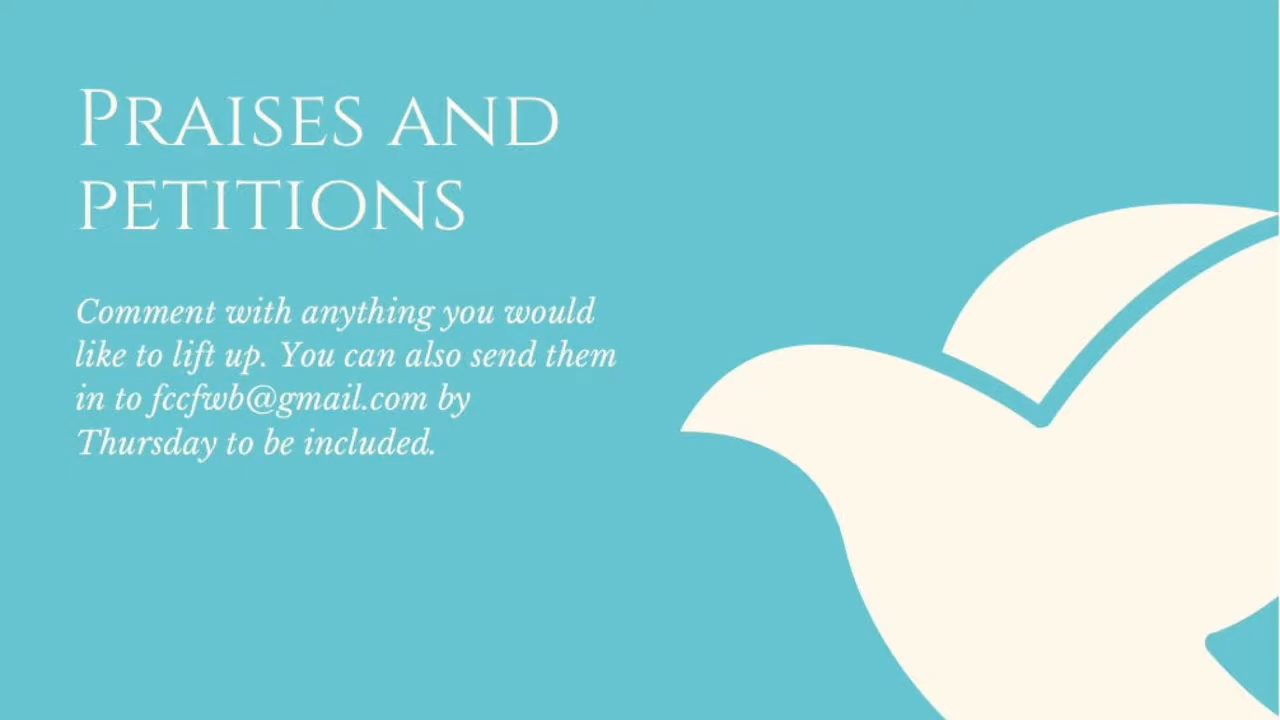 Praises and
petitions
Comment with anything you would
like to lift up. You can also send them
in to fccfwb@gmail.com by
Thursday to be included.